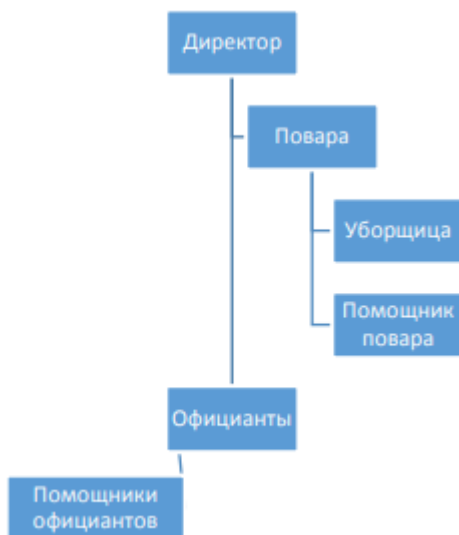 Директор
Повара
Уборщица
Помощник
повара
Официанты
Помощники
официантов